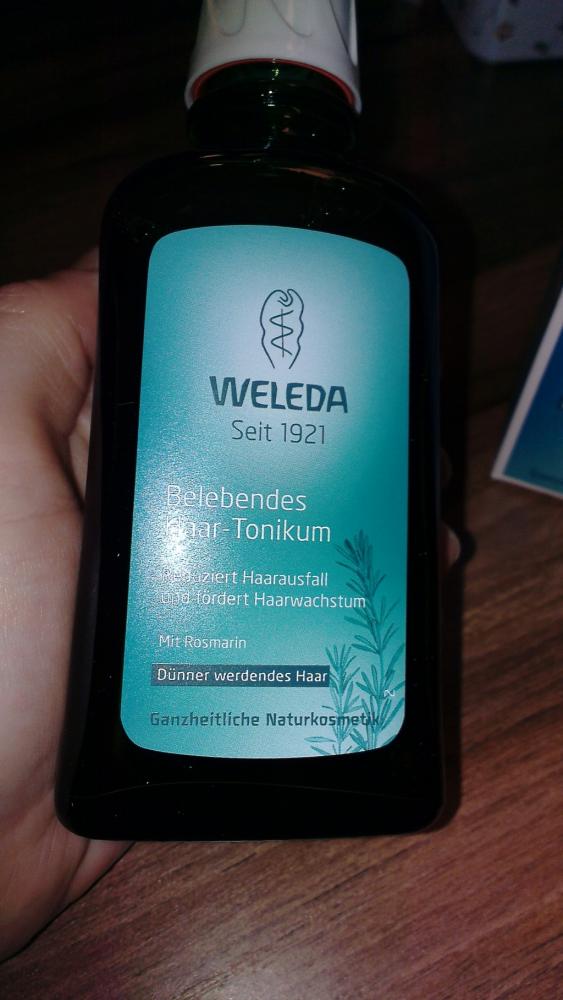 WELEDA
Seit 1921
Belebendes
Haar-Tonikum
Reduziert Haarausfall
und fördert Haarwachstum
Mit Rosmarin
Dünner werdendes Haar
Ganzheitliche Naturkosmetik